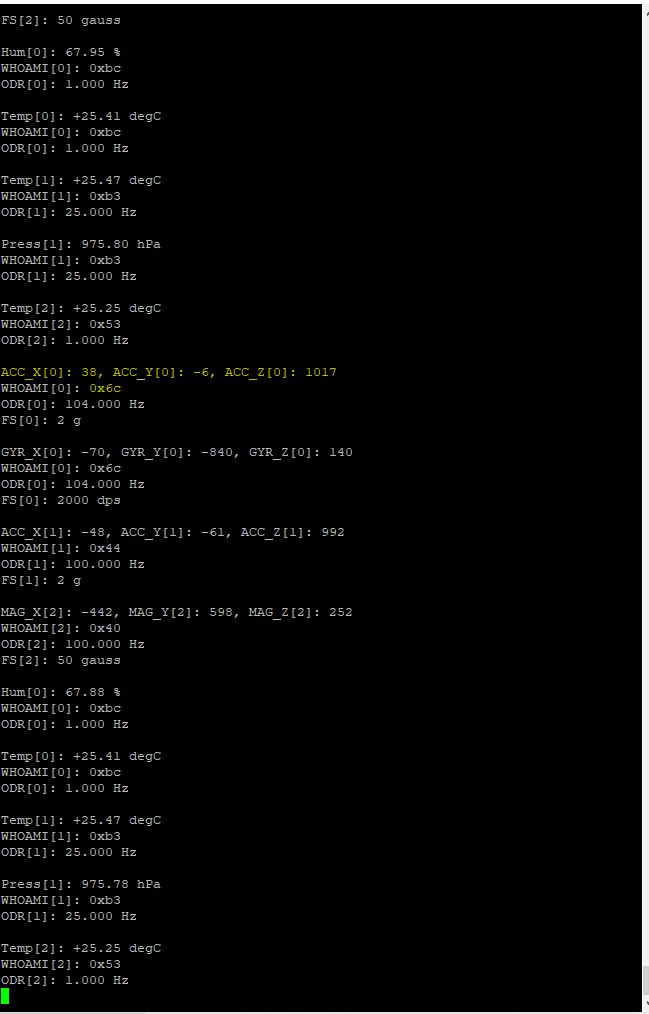 FS[2]: 50 gauss
Hum[0]: 67.95 %
WHOAMI[0]: 0xbc
ODR[0]: 1.000 Hz
Temp[0]: +25.41 degC
WHOAMI[0]: 0xbc
ODR[0]: 1.000 Hz
Temp[1]: +25.47 degC
WHOAMI[1]: 0xb3
ODR[1]: 25.000 Hz
Press[1]: 975.80 hPa
WHOAMI[1]: 0xb3
ODR[1]: 25.000 Hz
Temp[2]: +25.25 degC
WHOAMI[2]: 0x53
ODR[2]: 1.000 Hz
ACC_X[0]: 38, ACC_Y[0]: -6, ACC_Z[0]: 1017
WHOAMI[0]: 0x6c
ODR[0]: 104.000 Hz
FS[0]: 2 g
GYR_X[0]: -70, GYR_Y[0]: -840, GYR_Z[0]: 140
WHOAMI[0]: 0x6c
ODR[0]: 104.000 Hz
FS[0]: 2000 dps
ACC_X[1]: -48, ACC_Y[1]: -61, ACC_Z[1]: 992
WHOAMI[1]: 0x44
ODR[1]: 100.000 Hz
FS[1]: 2 g
MAG_X[2]: -442, MAG_Y[2]: 598, MAG_Z[2]: 252
WHOAMI[2]: 0x40
ODR[2]: 100.000 Hz
FS[2]: 50 gauss
Hum[0]: 67.88 %
WHOAMI[0]: 0xbc
ODR[0]: 1.000 Hz
Temp[0]: +25.41 degC
WHOAMI[0]: 0xbc
ODR[0]: 1.000 Hz
Temp[1]: +25.47 degC
WHOAMI[1]: 0xb3
ODR[1]: 25.000 Hz
Press[1]: 975.78 hPa
WHOAMI[1]: 0xb3
ODR[1]: 25.000 Hz
Temp[2]: +25.25 degC
WHOAMI[2]: 0x53
ODR[2]: 1.000 Hz